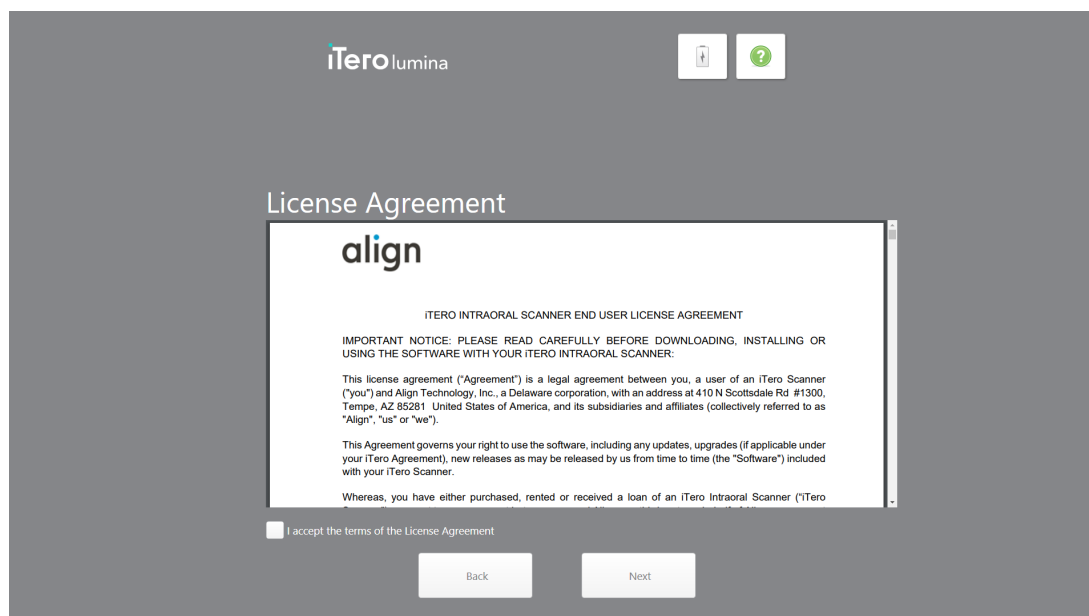 iTero lumina
?
License Agreement
align
iTERO INTRAORAL SCANNER END USER LICENSE AGREEMENT
IMPORTANT NOTICE: PLEASE READ CAREFULLY BEFORE DOWNLOADING, INSTALLING OR
USING THE SOFTWARE WITH YOUR iTERO INTRAORAL SCANNER:
This license agreement (“Agreement”) is a legal agreement between you, a user of an iTero Scanner
("you") and Align Technology, Inc., a Delaware corporation, with an address at 410 N Scottsdale Rd #1300,
Tempe, AZ 85281 United States of America, and its subsidiaries and affiliates (collectively referred to as
"Align", "us" or "we").
This Agreement governs your right to use the software, including any updates, upgrades (if applicable under
your iTero Agreement), new releases as may be released by us from time to time (the "Software") included
with your iTero Scanner.
Whereas, you have either purchased, rented or received a loan of an iTero Intraoral Scanner (“iTero
I accept the terms of the License Agreement
Back
Next